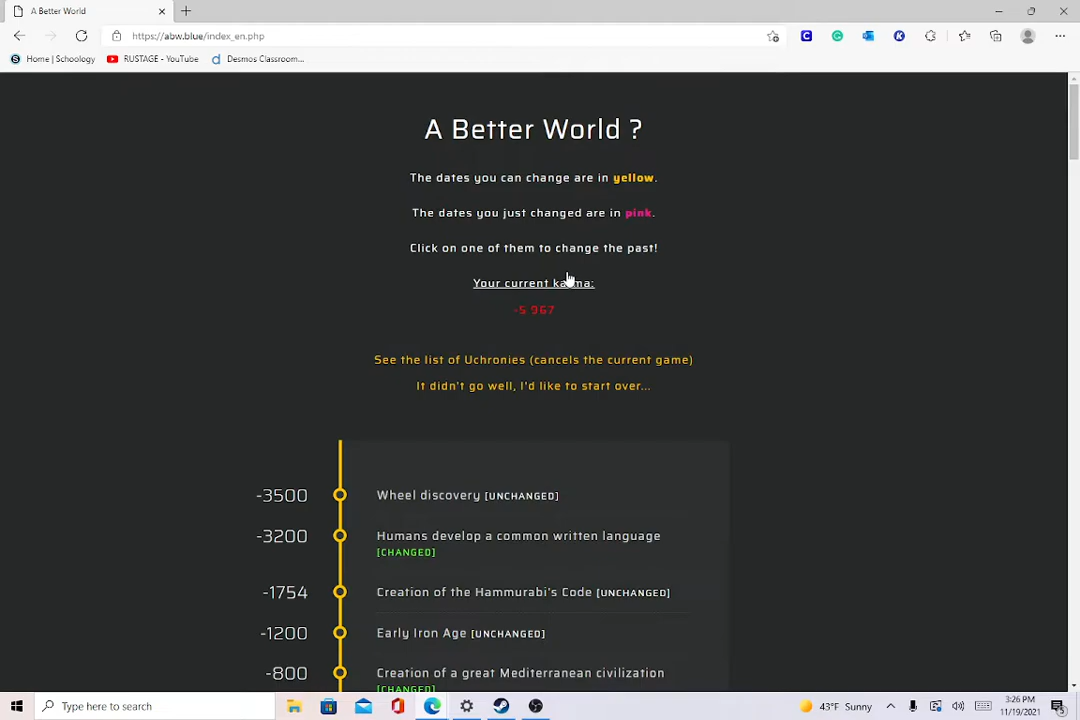 A Better World
https://abw.blue/index_en.php
Home | Schoology
RUSTAGE - YouTube
Desmos Classroom...
A Better World ?
The dates you can change are in yellow.
The dates you just changed are in pink.
Click on one of them to change the past!
Your current karma:
-5 967
See the list of Uchronies (cancels the current game)
It didn't go well, I'd like to start over...
-3500 Wheel discovery [UNCHANGED]
-3200 Humans develop a common written language
[CHANGED]
-1754 Creation of the Hammurabi's Code [UNCHANGED]
-1200 Early Iron Age [UNCHANGED]
-800 Creation of a great Mediterranean civilization
[CHANGED]
Type here to search
43°F Sunny
3:26 PM
11/19/2021